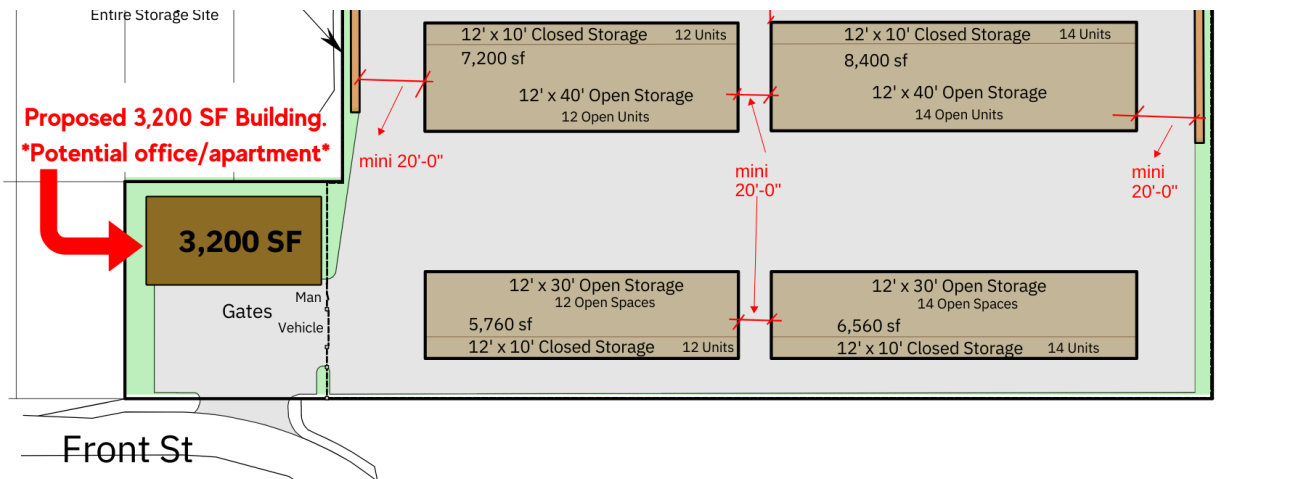 Entire Storage Site
12' x 10' Closed Storage 12 Units
7,200 sf
12' x 40' Open Storage
12 Open Units
12' x 10' Closed Storage 14 Units
8,400 sf
12' x 40' Open Storage
14 Open Units
Proposed 3,200 SF Building.
*Potential office/apartment*
mini 20'-0"
mini
20'-0"
mini
20'-0"
3,200 SF
Man
Gates
Vehicle
12' x 30' Open Storage
12 Open Spaces
5,760 sf
12' x 10' Closed Storage 12 Units
12' x 30' Open Storage
14 Open Spaces
6,560 sf
12' x 10' Closed Storage 14 Units
Front St